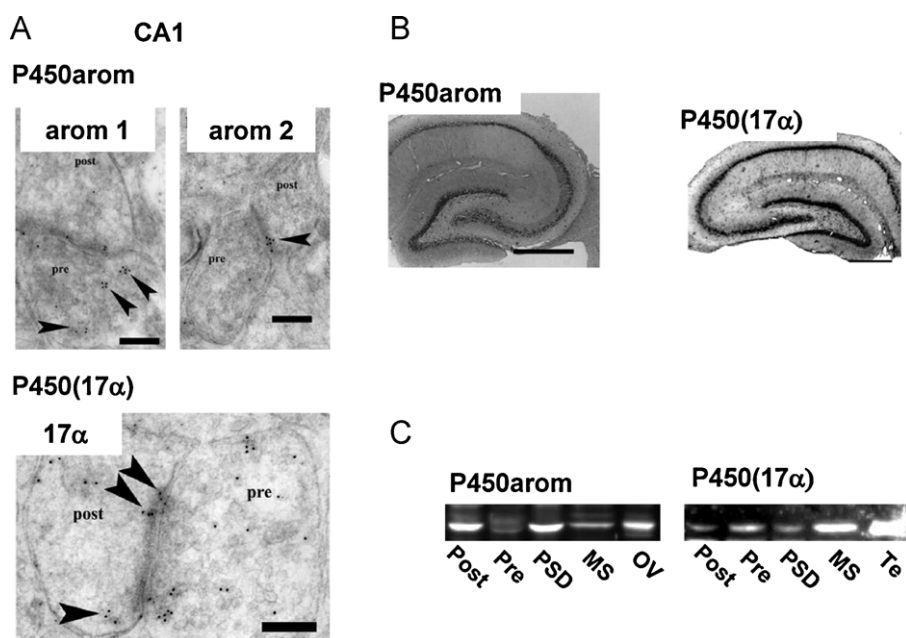 A
CA1
P450arom
arom 1
arom 2
post
pre
post
pre
P450(17α)
17α
post
pre
B
P450arom
P450(17α)
C
P450arom
P450(17α)
Post Pre PSD MS OV
Post Pre PSD MS Te